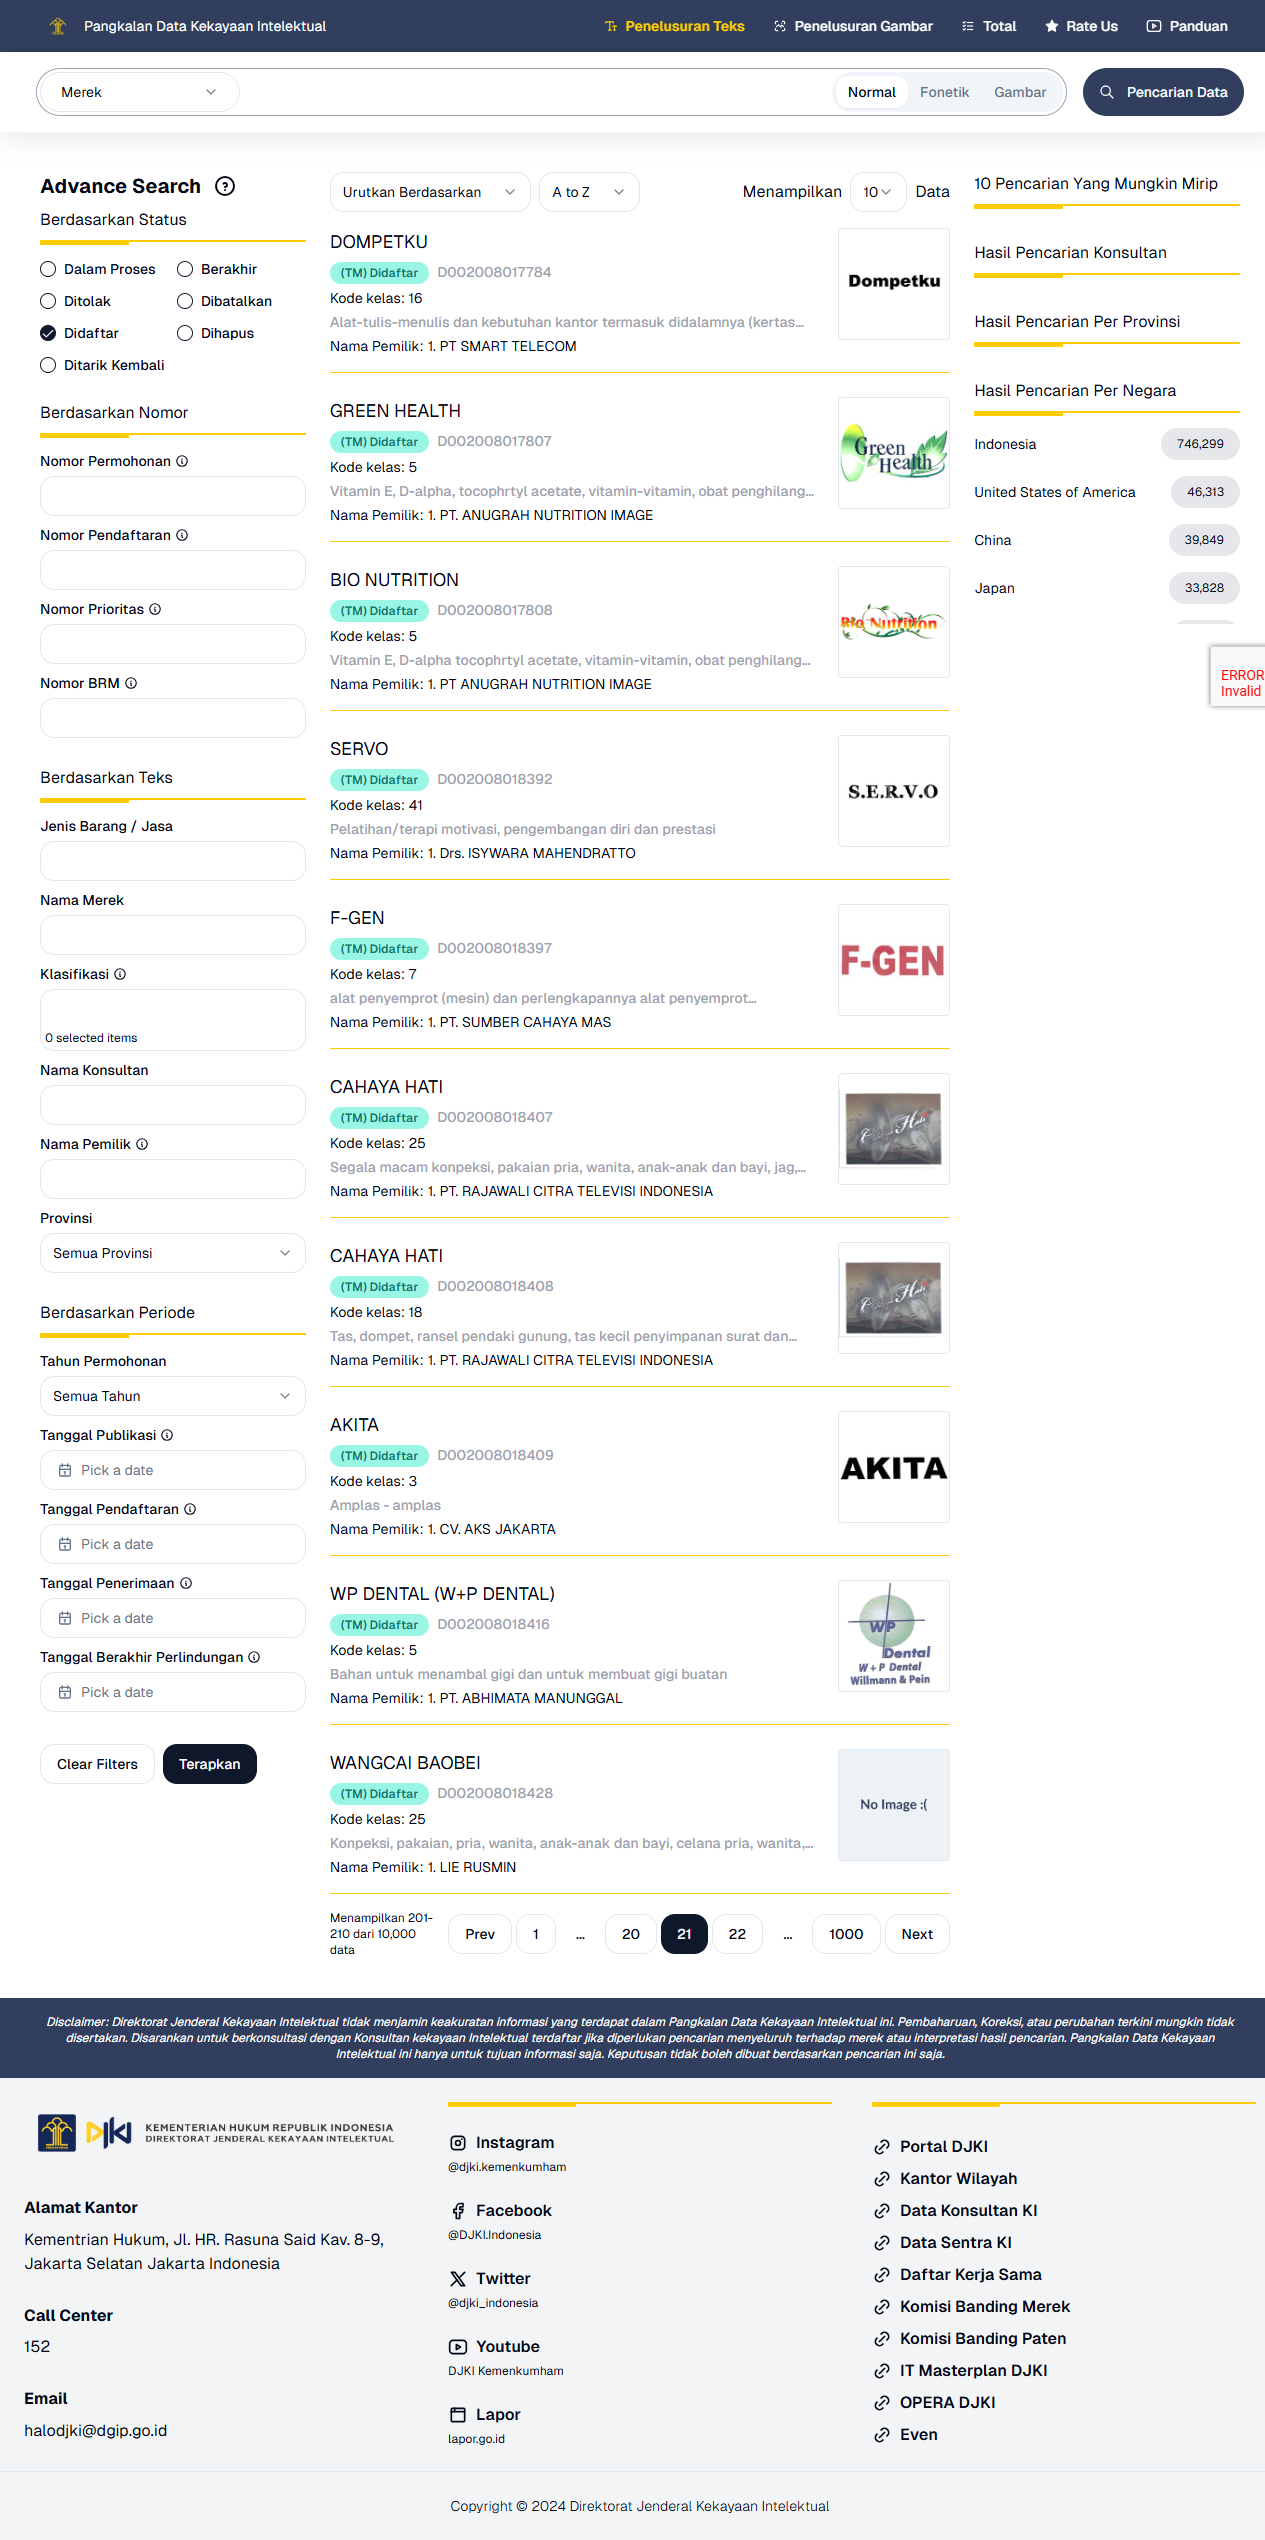 Pangkalan Data Kekayaan Intelektual
Penelusuran Teks
Penelusuran Gambar
Total
Rate Us
Panduan
Merek
Normal
Fonetik
Gambar
Pencarian Data
Advance Search
Berdasarkan Status
Dalam Proses
Berakhir
Ditolak
Dibatalkan
Didaftar
Dihapus
Ditarik Kembali
Berdasarkan Nomor
Nomor Permohonan
Nomor Pendaftaran
Nomor Prioritas
Nomor BRM
Berdasarkan Teks
Jenis Barang / Jasa
Nama Merek
Klasifikasi
0 selected items
Nama Konsultan
Nama Pemilik
Provinsi
Semua Provinsi
Berdasarkan Periode
Tahun Permohonan
Semua Tahun
Tanggal Publikasi
Pick a date
Tanggal Pendaftaran
Pick a date
Tanggal Penerimaan
Pick a date
Tanggal Berakhir Perlindungan
Pick a date
Clear Filters
Terapkan
Urutkan Berdasarkan
A to Z
Menampilkan 10 Data
DOMPETKU
(TM) Didaftar D002008017784
Kode kelas: 16
Alat-tulis-menulis dan kebutuhan kantor termasuk didalamnya (kertas...
Nama Pemilik: 1. PT SMART TELECOM
Dompetku
GREEN HEALTH
(TM) Didaftar D002008017807
Kode kelas: 5
Vitamin E, D-alpha, tocophrtyl acetate, vitamin-vitamin, obat penghilang...
Nama Pemilik: 1. PT. ANUGRAH NUTRITION IMAGE
Green
Health
BIO NUTRITION
(TM) Didaftar D002008017808
Kode kelas: 5
Vitamin E, D-alpha tocophrtyl acetate, vitamin-vitamin, obat penghilang...
Nama Pemilik: 1. PT ANUGRAH NUTRITION IMAGE
Bio Nutrition
SERVO
(TM) Didaftar D002008018392
Kode kelas: 41
Pelatihan/terapi motivasi, pengembangan diri dan prestasi
Nama Pemilik: 1. Drs. ISYWARA MAHENDRATTO
S.E.R.V.O
F-GEN
(TM) Didaftar D002008018397
Kode kelas: 7
alat penyemprot (mesin) dan perlengkapannya alat penyemprot...
Nama Pemilik: 1. PT. SUMBER CAHAYA MAS
F-GEN
CAHAYA HATI
(TM) Didaftar D002008018407
Kode kelas: 25
Segala macam konpeksi, pakaian pria, wanita, anak-anak dan bayi, jag,...
Nama Pemilik: 1. PT. RAJAWALI CITRA TELEVISI INDONESIA
Cahaya Hati
CAHAYA HATI
(TM) Didaftar D002008018408
Kode kelas: 18
Tas, dompet, ransel pendaki gunung, tas kecil penyimpanan surat dan...
Nama Pemilik: 1. PT. RAJAWALI CITRA TELEVISI INDONESIA
Cahaya Hati
AKITA
(TM) Didaftar D002008018409
Kode kelas: 3
Amplas - amplas
Nama Pemilik: 1. CV. AKS JAKARTA
AKITA
WP DENTAL (W+P DENTAL)
(TM) Didaftar D002008018416
Kode kelas: 5
Bahan untuk menambal gigi dan untuk membuat gigi buatan
Nama Pemilik: 1. PT. ABHIMATA MANUNGGAL
WP
Dental
W + P Dental
Willmann & Pein
WANGCAI BAOBEI
(TM) Didaftar D002008018428
Kode kelas: 25
Konpeksi, pakaian, pria, wanita, anak-anak dan bayi, celana pria, wanita,...
Nama Pemilik: 1. LIE RUSMIN
No Image :(
Menampilkan 201-
210 dari 10,000
data
Prev 1 ... 20 21 22 ... 1000 Next
10 Pencarian Yang Mungkin Mirip
Hasil Pencarian Konsultan
Hasil Pencarian Per Provinsi
Hasil Pencarian Per Negara
Indonesia 746,299
United States of America 46,313
China 39,849
Japan 33,828
ERROR
Invalid
Disclaimer: Direktorat Jenderal Kekayaan Intelektual tidak menjamin keakuratan informasi yang terdapat dalam Pangkalan Data Kekayaan Intelektual ini. Pembaharuan, Koreksi, atau perubahan terkini mungkin tidak
disertakan. Disarankan untuk berkonsultasi dengan Konsultan kekayaan Intelektual terdaftar jika diperlukan pencarian menyeluruh terhadap merek atau interpretasi hasil pencarian. Pangkalan Data Kekayaan
Intelektual ini hanya untuk tujuan informasi saja. Keputusan tidak boleh dibuat berdasarkan pencarian ini saja.
KEMENTERIAN HUKUM REPUBLIK INDONESIA
DIREKTORAT JENDERAL KEKAYAAN INTELEKTUAL
Alamat Kantor
Kementrian Hukum, Jl. HR. Rasuna Said Kav. 8-9,
Jakarta Selatan Jakarta Indonesia
Call Center
152
Email
halodjki@dgip.go.id
Instagram
@djki.kemenkumham
Facebook
@DJKI.Indonesia
Twitter
@djki_indonesia
Youtube
DJKI Kemenkumham
Lapor
lapor.go.id
Portal DJKI
Kantor Wilayah
Data Konsultan KI
Data Sentra KI
Daftar Kerja Sama
Komisi Banding Merek
Komisi Banding Paten
IT Masterplan DJKI
OPERA DJKI
Even
Copyright © 2024 Direktorat Jenderal Kekayaan Intelektual